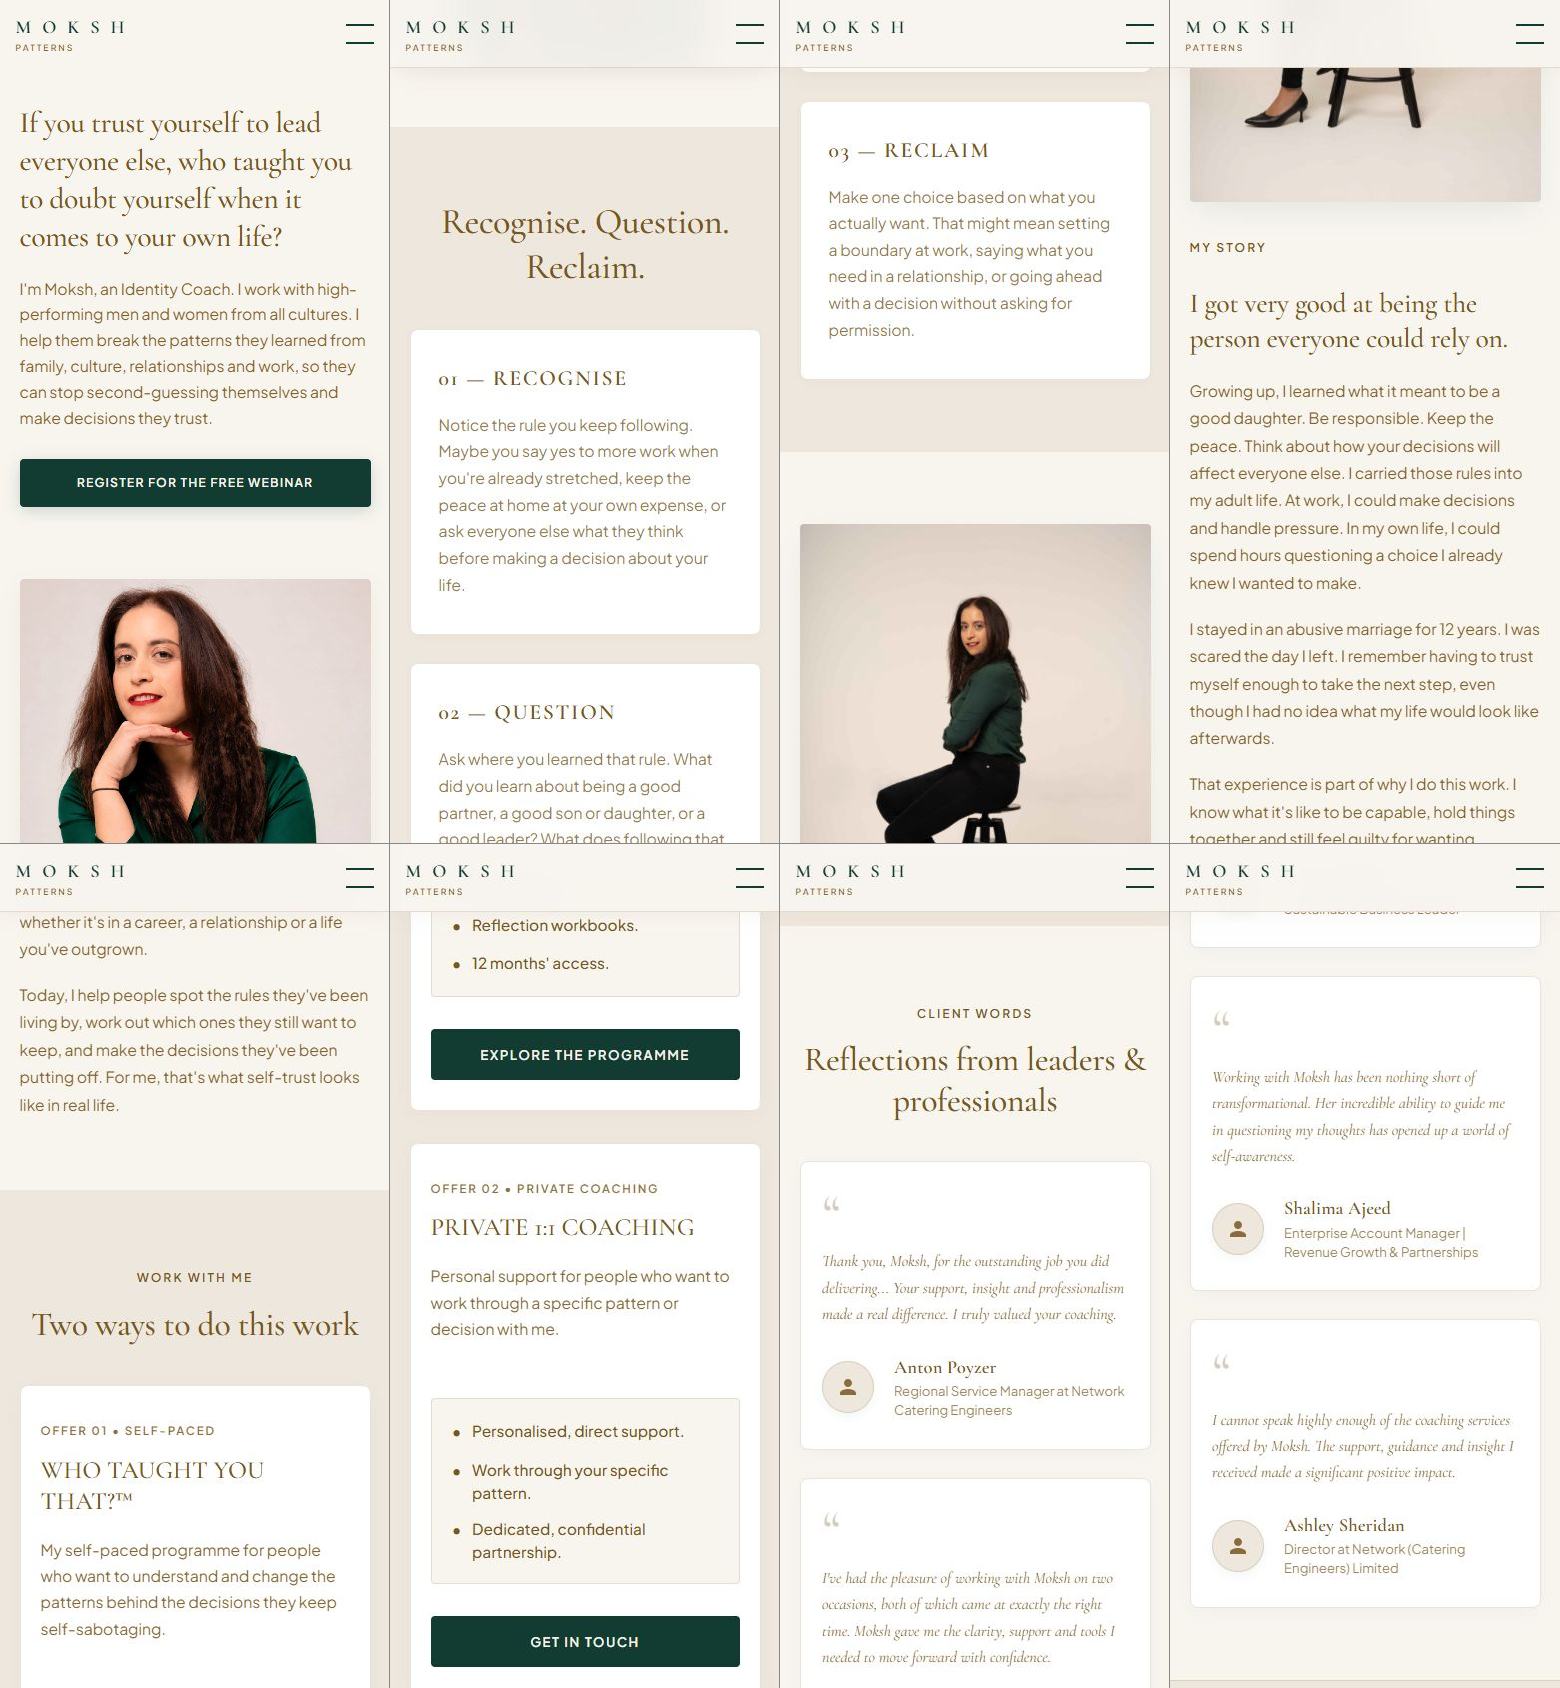 MOKSH
PATTERNS
If you trust yourself to lead
everyone else, who taught you
to doubt yourself when it
comes to your own life?
I'm Moksh, an Identity Coach. I work with high-
performing men and women from all cultures. I
help them break the patterns they learned from
family, culture, relationships and work, so they
can stop second-guessing themselves and
make decisions they trust.
REGISTER FOR THE FREE WEBINAR
MOKSH
PATTERNS
Recognise. Question.
Reclaim.
01 — RECOGNISE
Notice the rule you keep following.
Maybe you say yes to more work when
you're already stretched, keep the
peace at home at your own expense, or
ask everyone else what they think
before making a decision about your
life.
02 — QUESTION
Ask where you learned that rule. What
did you learn about being a good
partner, a good son or daughter, or a
good leader? What does following that
MOKSH
PATTERNS
03 — RECLAIM
Make one choice based on what you
actually want. That might mean setting
a boundary at work, saying what you
need in a relationship, or going ahead
with a decision without asking for
permission.
MOKSH
PATTERNS
MY STORY
I got very good at being the
person everyone could rely on.
Growing up, I learned what it meant to be a
good daughter. Be responsible. Keep the
peace. Think about how your decisions will
affect everyone else. I carried those rules into
my adult life. At work, I could make decisions
and handle pressure. In my own life, I could
spend hours questioning a choice I already
knew I wanted to make.
I stayed in an abusive marriage for 12 years. I was
scared the day I left. I remember having to trust
myself enough to take the next step, even
though I had no idea what my life would look like
afterwards.
That experience is part of why I do this work. I
know what it's like to be capable, hold things
together and still feel guilty for wanting
MOKSH
PATTERNS
whether it's in a career, a relationship or a life
you've outgrown.
Today, I help people spot the rules they've been
living by, work out which ones they still want to
keep, and make the decisions they've been
putting off. For me, that's what self-trust looks
like in real life.
WORK WITH ME
Two ways to do this work
OFFER 01 • SELF-PACED
WHO TAUGHT YOU
THAT?™
My self-paced programme for people
who want to understand and change the
patterns behind the decisions they keep
self-sabotaging.
MOKSH
PATTERNS
• Reflection workbooks.
• 12 months' access.
EXPLORE THE PROGRAMME
OFFER 02 • PRIVATE COACHING
PRIVATE 1:1 COACHING
Personal support for people who want to
work through a specific pattern or
decision with me.
• Personalised, direct support.
• Work through your specific
pattern.
• Dedicated, confidential
partnership.
GET IN TOUCH
MOKSH
PATTERNS
CLIENT WORDS
Reflections from leaders &
professionals
“
Thank you, Moksh, for the outstanding job you did
delivering... Your support, insight and professionalism
made a real difference. I truly valued your coaching.
Anton Poyzer
Regional Service Manager at Network
Catering Engineers
“
I've had the pleasure of working with Moksh on two
occasions, both of which came at exactly the right
time. Moksh gave me the clarity, support and tools I
needed to move forward with confidence.
MOKSH
PATTERNS
Sustainable Business Leader
“
Working with Moksh has been nothing short of
transformational. Her incredible ability to guide me
in questioning my thoughts has opened up a world of
self-awareness.
Shalima Ajeed
Enterprise Account Manager |
Revenue Growth & Partnerships
“
I cannot speak highly enough of the coaching services
offered by Moksh. The support, guidance and insight I
received made a significant positive impact.
Ashley Sheridan
Director at Network (Catering
Engineers) Limited